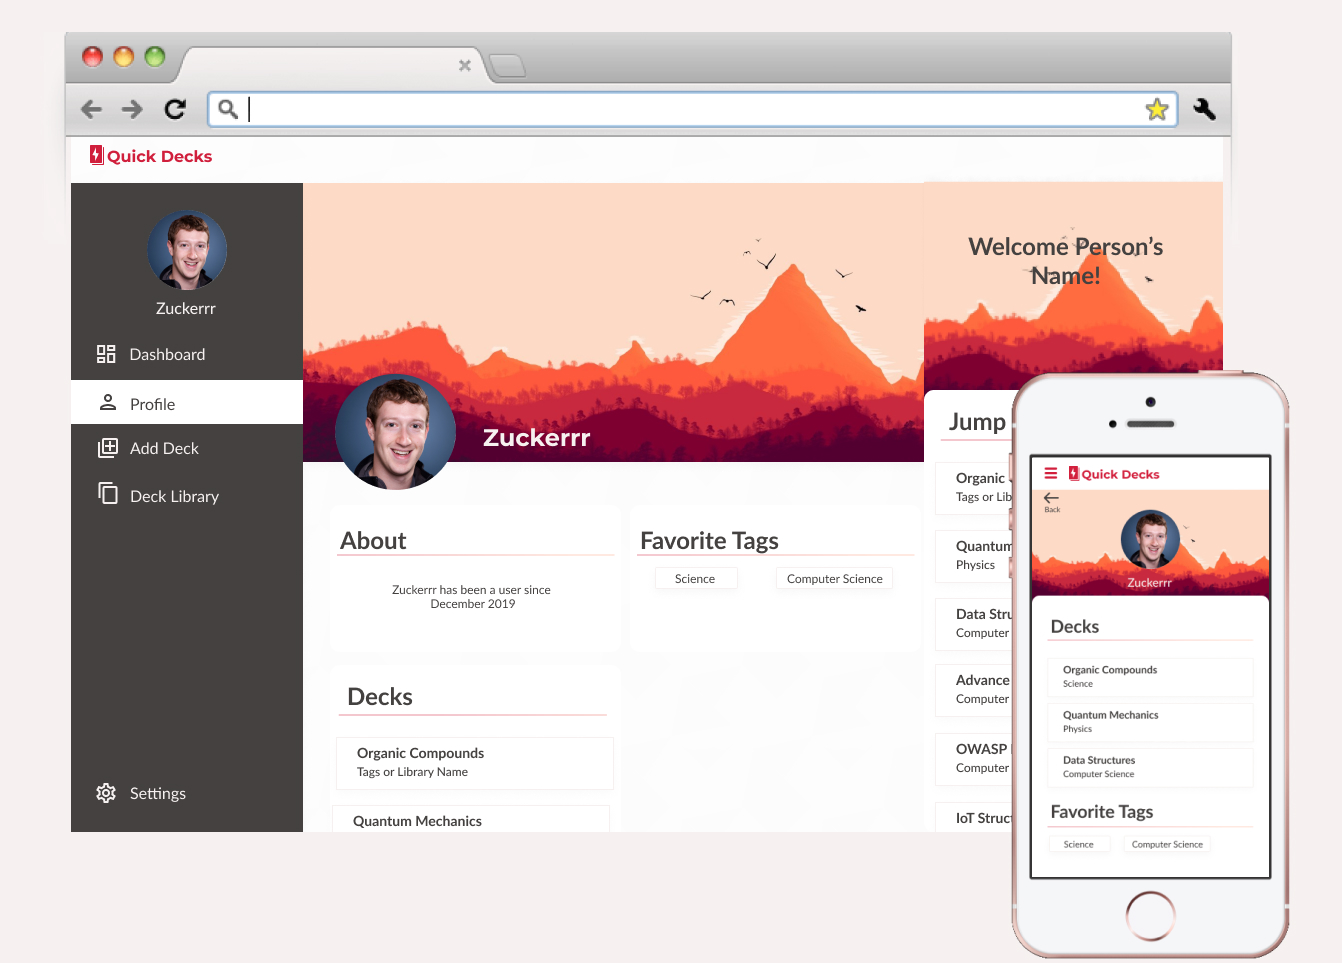 Quick Decks
Zuckerrr
Dashboard
Profile
Add Deck
Deck Library
Settings
Zuckerrr
About
Zuckerrr has been a user since
December 2019
Favorite Tags
Science
Computer Science
Decks
Organic Compounds
Tags or Library Name
Quantum Mechanics
Welcome Person's
Name!
Jump
Organic
Tags or Lib
Quantum
Physics
Data Stru
Computer
Advance
Computer
OWASP
Computer
IoT Struc
Quick Decks
Back
Zuckerrr
Decks
Organic Compounds
Science
Quantum Mechanics
Physics
Data Structures
Computer Science
Favorite Tags
Science
Computer Science